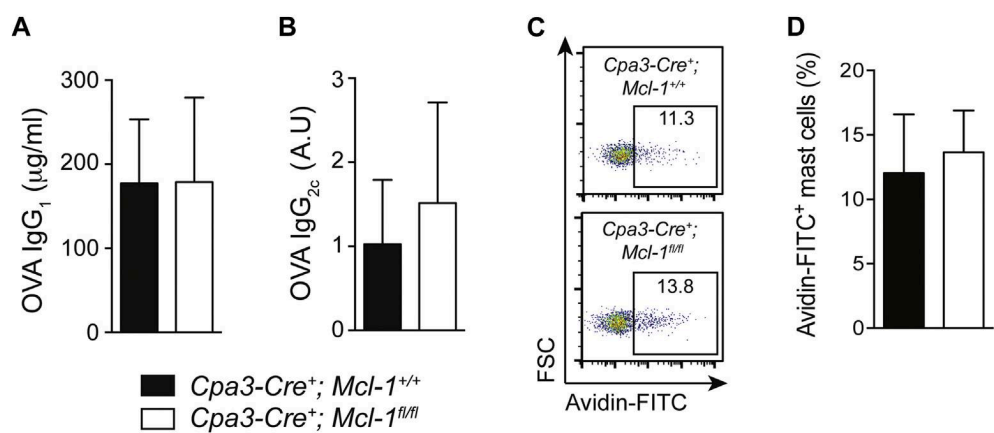 A
OVA IgG1 (µg/ml)
300
200
100
0
B
OVA IgG2c (A.U)
3
2
1
0
Cpa3-Cre+; Mcl-1+/+
Cpa3-Cre+; Mcl-1fl/fl
C
FSC
Cpa3-Cre+;
Mcl-1+/+
11.3
Cpa3-Cre+;
Mcl-1fl/fl
13.8
Avidin-FITC
D
Avidin-FITC+ mast cells (%)
20
15
10
5
0